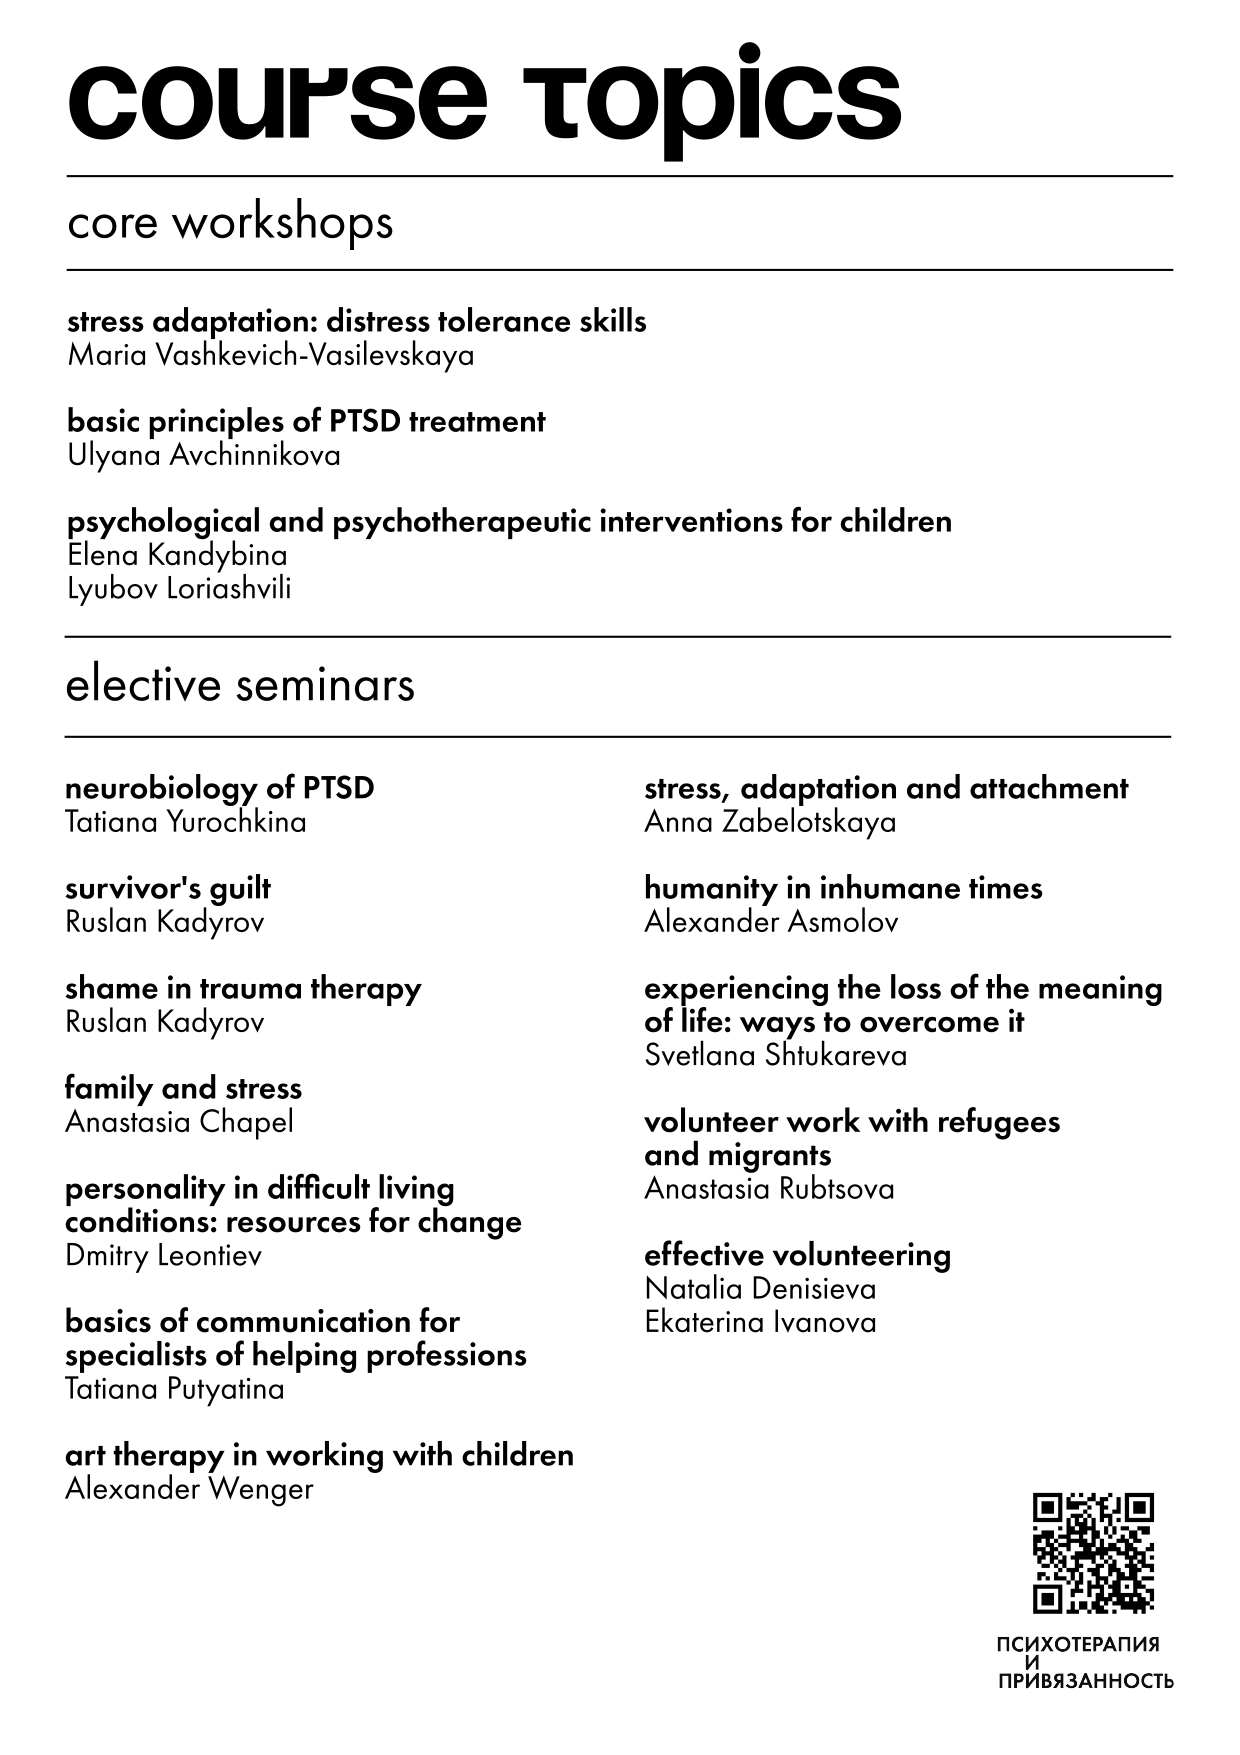 course topics
core workshops
stress adaptation: distress tolerance skills
Maria Vashkevich-Vasilevskaya
basic principles of PTSD treatment
Ulyana Avchinnikova
psychological and psychotherapeutic interventions for children
Elena Kandybina
Lyubov Loriashvili
elective seminars
neurobiology of PTSD
Tatiana Yurochkina
survivor's guilt
Ruslan Kadyrov
shame in trauma therapy
Ruslan Kadyrov
family and stress
Anastasia Chapel
personality in difficult living
conditions: resources for change
Dmitry Leontiev
basics of communication for
specialists of helping professions
Tatiana Putyatina
art therapy in working with children
Alexander Wenger
stress, adaptation and attachment
Anna Zabelotskaya
humanity in inhumane times
Alexander Asmolov
experiencing the loss of the meaning
of life: ways to overcome it
Svetlana Shtukareva
volunteer work with refugees
and migrants
Anastasia Rubtsova
effective volunteering
Natalia Denisieva
Ekaterina Ivanova
ПСИХОТЕРАПИЯ
И
ПРИВЯЗАННОСТЬ